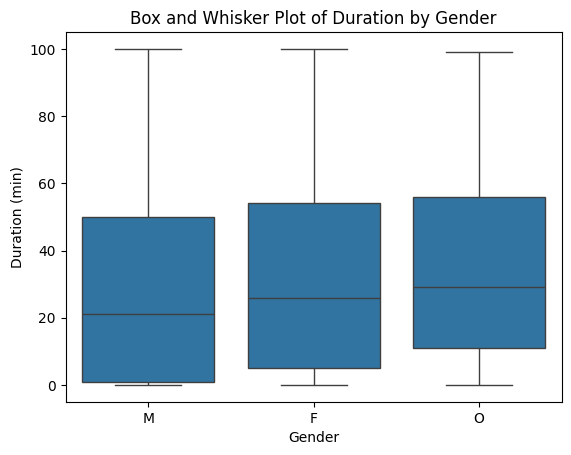 Box and Whisker Plot of Duration by Gender
100
80
60
40
20
0
Duration (min)
M F O
Gender